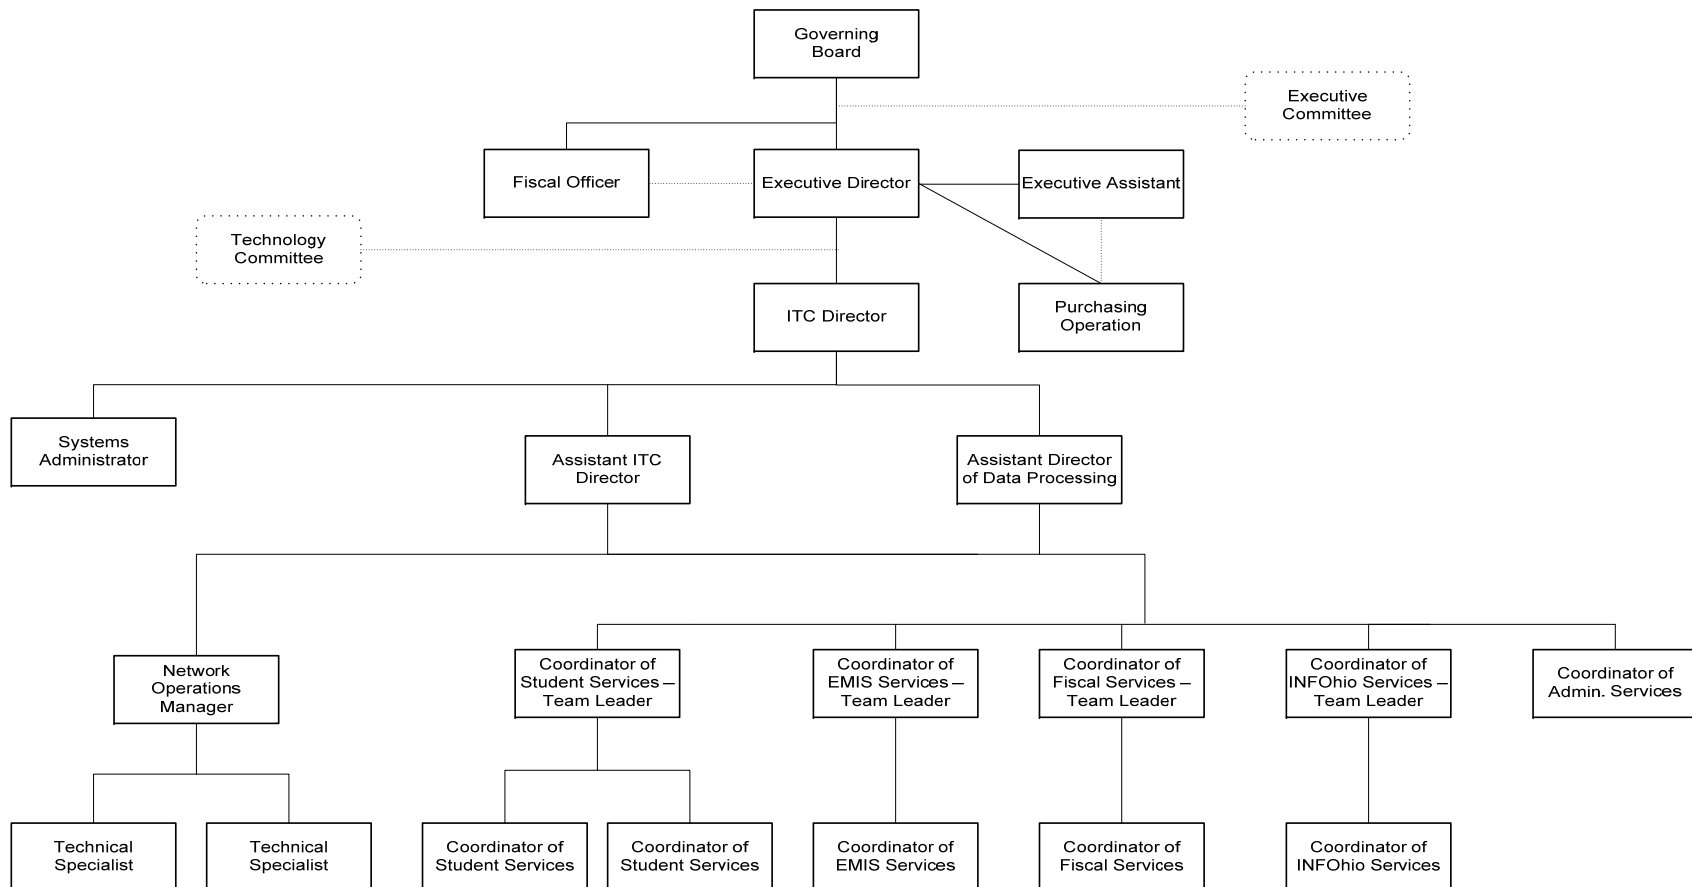 Governing
Board
Executive
Committee
Fiscal Officer
Executive Director
Executive Assistant
Technology
Committee
ITC Director
Purchasing
Operation
Systems
Administrator
Assistant ITC
Director
Assistant Director
of Data Processing
Network
Operations
Manager
Coordinator of
Student Services –
Team Leader
Coordinator of
EMIS Services –
Team Leader
Coordinator of
Fiscal Services –
Team Leader
Coordinator of
INFOhio Services –
Team Leader
Coordinator of
Admin. Services
Technical
Specialist
Technical
Specialist
Coordinator of
Student Services
Coordinator of
Student Services
Coordinator of
EMIS Services
Coordinator of
Fiscal Services
Coordinator of
INFOhio Services